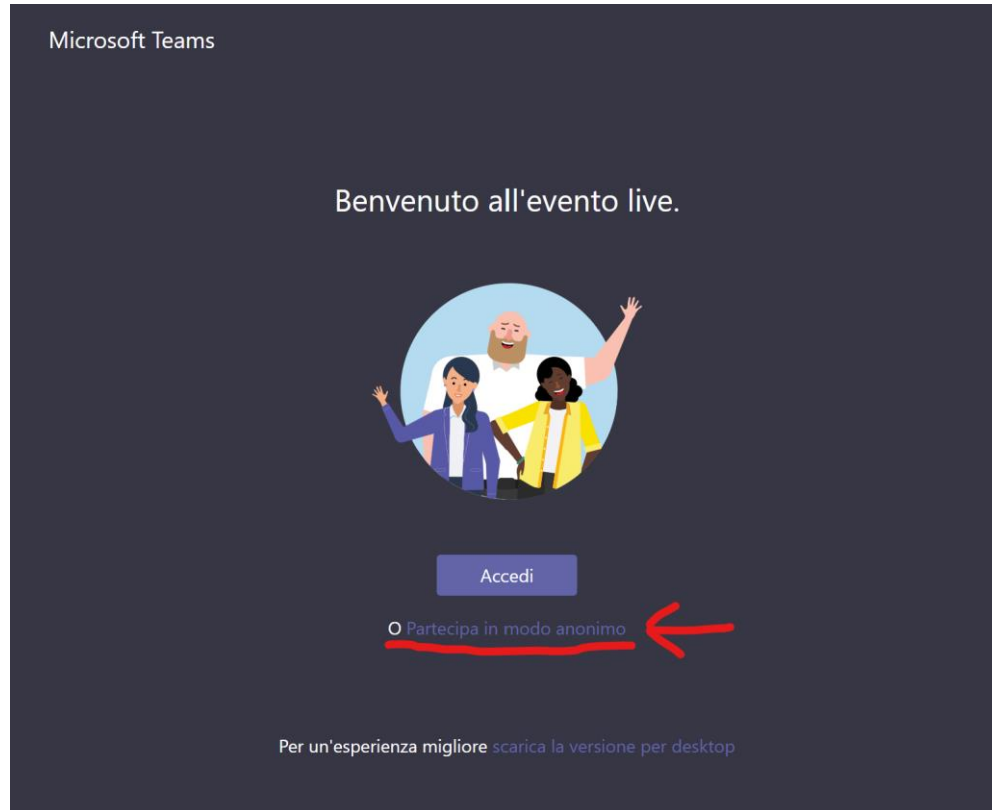 Microsoft Teams
Benvenuto all'evento live.
Accedi
O Partecipa in modo anonimo
Per un'esperienza migliore scarica la versione per desktop